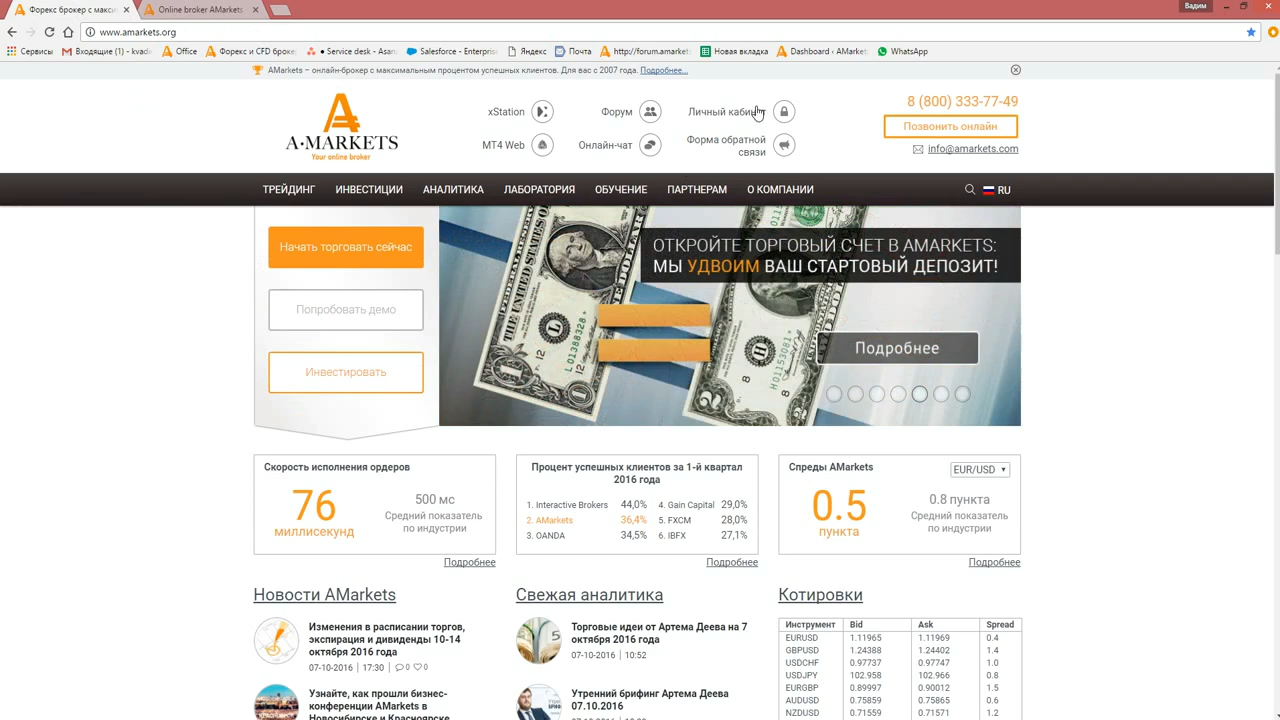 Форекс брокер с макси
Online broker AMarkets
Вадим
www.amarkets.org
Сервисы
Входящие (1) - kvadi
Office
Форекс и CFD броке
• Service desk - Asan
Salesforce - Enterpris
Яндекс
Почта
http://forum.amarket
Новая вкладка
Dashboard ‹ AMarke
WhatsApp
AMarkets – онлайн-брокер с максимальным процентом успешных клиентов. Для вас с 2007 года. Подробнее...
A-MARKETS
Your online broker
xStation
Форум
Личный кабинет
8 (800) 333-77-49
MT4 Web
Онлайн-чат
Форма обратной
связи
Позвонить онлайн
info@amarkets.com
ТРЕЙДИНГ
ИНВЕСТИЦИИ
АНАЛИТИКА
ЛАБОРАТОРИЯ
ОБУЧЕНИЕ
ПАРТНЕРАМ
О КОМПАНИИ
RU
Начать торговать сейчас
Попробовать демо
Инвестировать
ОТКРОЙТЕ ТОРГОВЫЙ СЧЕТ В AMARKETS:
МЫ УДВОИМ ВАШ СТАРТОВЫЙ ДЕПОЗИТ!
Подробнее
Скорость исполнения ордеров
76
миллисекунд
500 мс
Средний показатель
по индустрии
Подробнее
Процент успешных клиентов за 1-й квартал
2016 года
1. Interactive Brokers 44,0% 4. Gain Capital 29,0%
2. AMarkets 36,4% 5. FXCM 28,0%
3. OANDA 34,5% 6. IBFX 27,1%
Подробнее
Спреды AMarkets
EUR/USD
0.5
пункта
0.8 пункта
Средний показатель
по индустрии
Подробнее
Новости AMarkets
Изменения в расписании торгов,
экспирация и дивиденды 10-14
октября 2016 года
07-10-2016 | 17:30 | 0 0
Узнайте, как прошли бизнес-
конференции AMarkets в
Новосибирске и Красноярске
Свежая аналитика
Торговые идеи от Артема Деева на 7
октября 2016 года
07-10-2016 | 10:52
Утренний брифинг Артема Деева
07.10.2016
Котировки
Инструмент Bid Ask Spread
EURUSD 1.11965 1.11969 0.4
GBPUSD 1.24388 1.24402 1.4
USDCHF 0.97737 0.97747 1.0
USDJPY 102.958 102.966 0.8
EURGBP 0.89997 0.90012 1.5
AUDUSD 0.75859 0.75865 0.6
NZDUSD 0.71559 0.71571 1.2